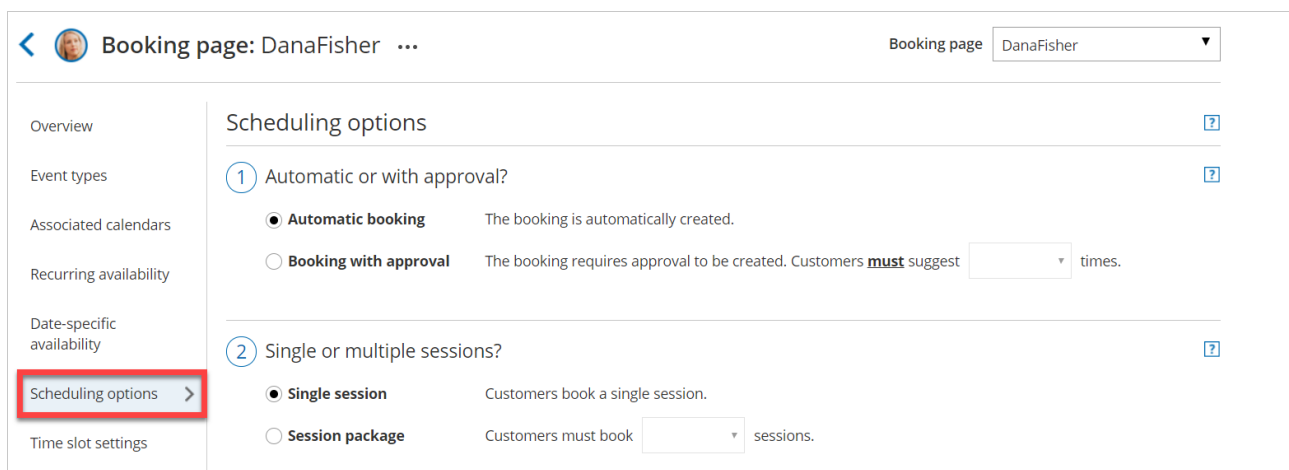 Booking page: DanaFisher ...
Booking page DanaFisher
Overview
Event types
Associated calendars
Recurring availability
Date-specific
availability
Scheduling options
Time slot settings
Scheduling options ?
1 Automatic or with approval? ?
Automatic booking The booking is automatically created.
Booking with approval The booking requires approval to be created. Customers must suggest times.
2 Single or multiple sessions? ?
Single session Customers book a single session.
Session package Customers must book sessions.